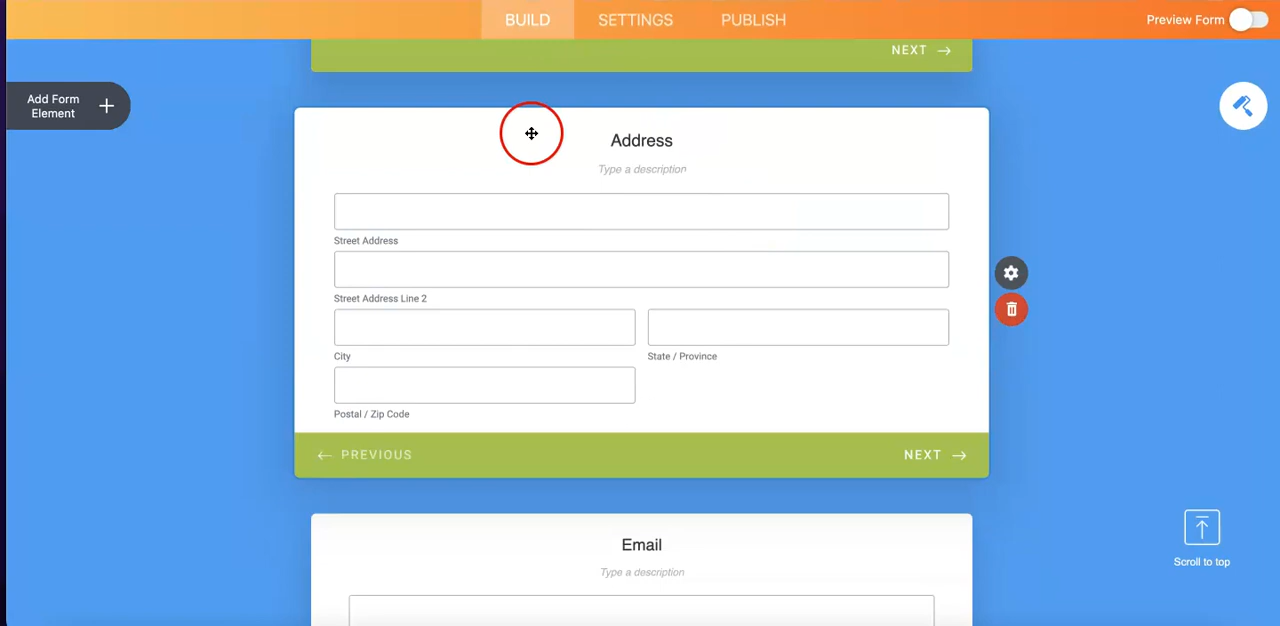 BUILD SETTINGS PUBLISH Preview Form
NEXT →
Add Form
Element +
Address
Type a description
Street Address
Street Address Line 2
City State / Province
Postal / Zip Code
← PREVIOUS NEXT →
Email
Type a description
Scroll to top